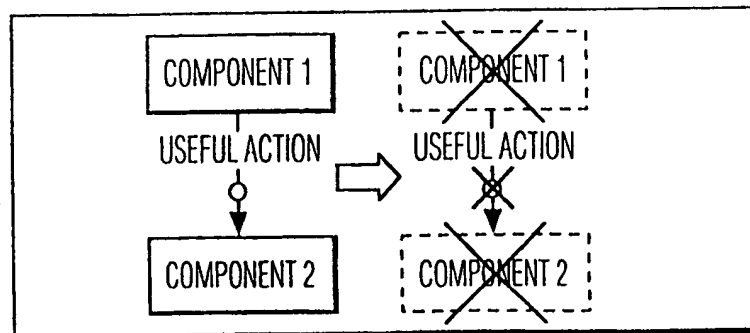 COMPONENT 1
USEFUL ACTION
COMPONENT 2
COMPONENT 1
USEFUL ACTION
COMPONENT 2